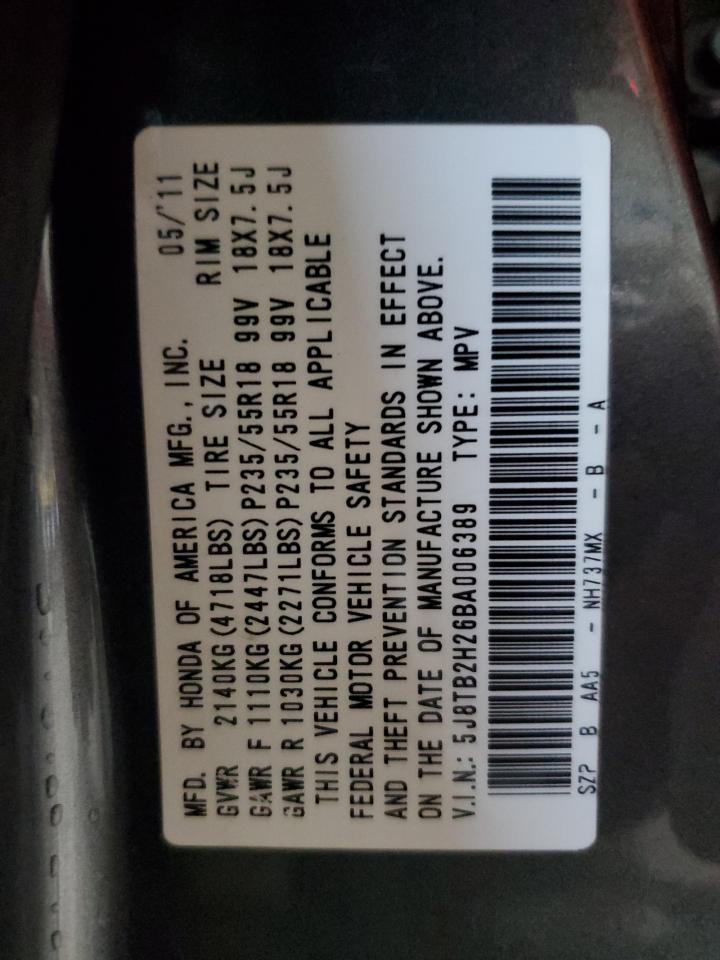 MFD. BY HONDA OF AMERICA MFG., INC. 05/'11
GVWR 2140KG(4718LBS) TIRE SIZE RIM SIZE
GAWR F 1110KG(2447LBS)P235/55R18 99V 18X7.5J
GAWR R 1030KG(2271LBS)P235/55R18 99V 18X7.5J
THIS VEHICLE CONFORMS TO ALL APPLICABLE
FEDERAL MOTOR VEHICLE SAFETY
AND THEFT PREVENTION STANDARDS IN EFFECT
ON THE DATE OF MANUFACTURE SHOWN ABOVE.
V.I.N.: 5J8TB2H26BA006389 TYPE: MPV
SZP B AA5 - NH737MX - B - A